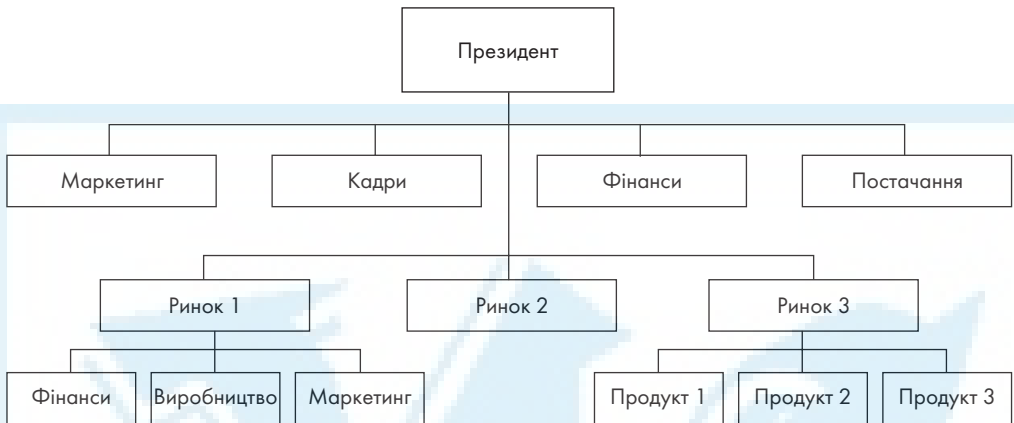 Президент
Маркетинг
Кадри
Фінанси
Постачання
Ринок 1
Ринок 2
Ринок 3
Фінанси
Виробництво
Маркетинг
Продукт 1
Продукт 2
Продукт 3